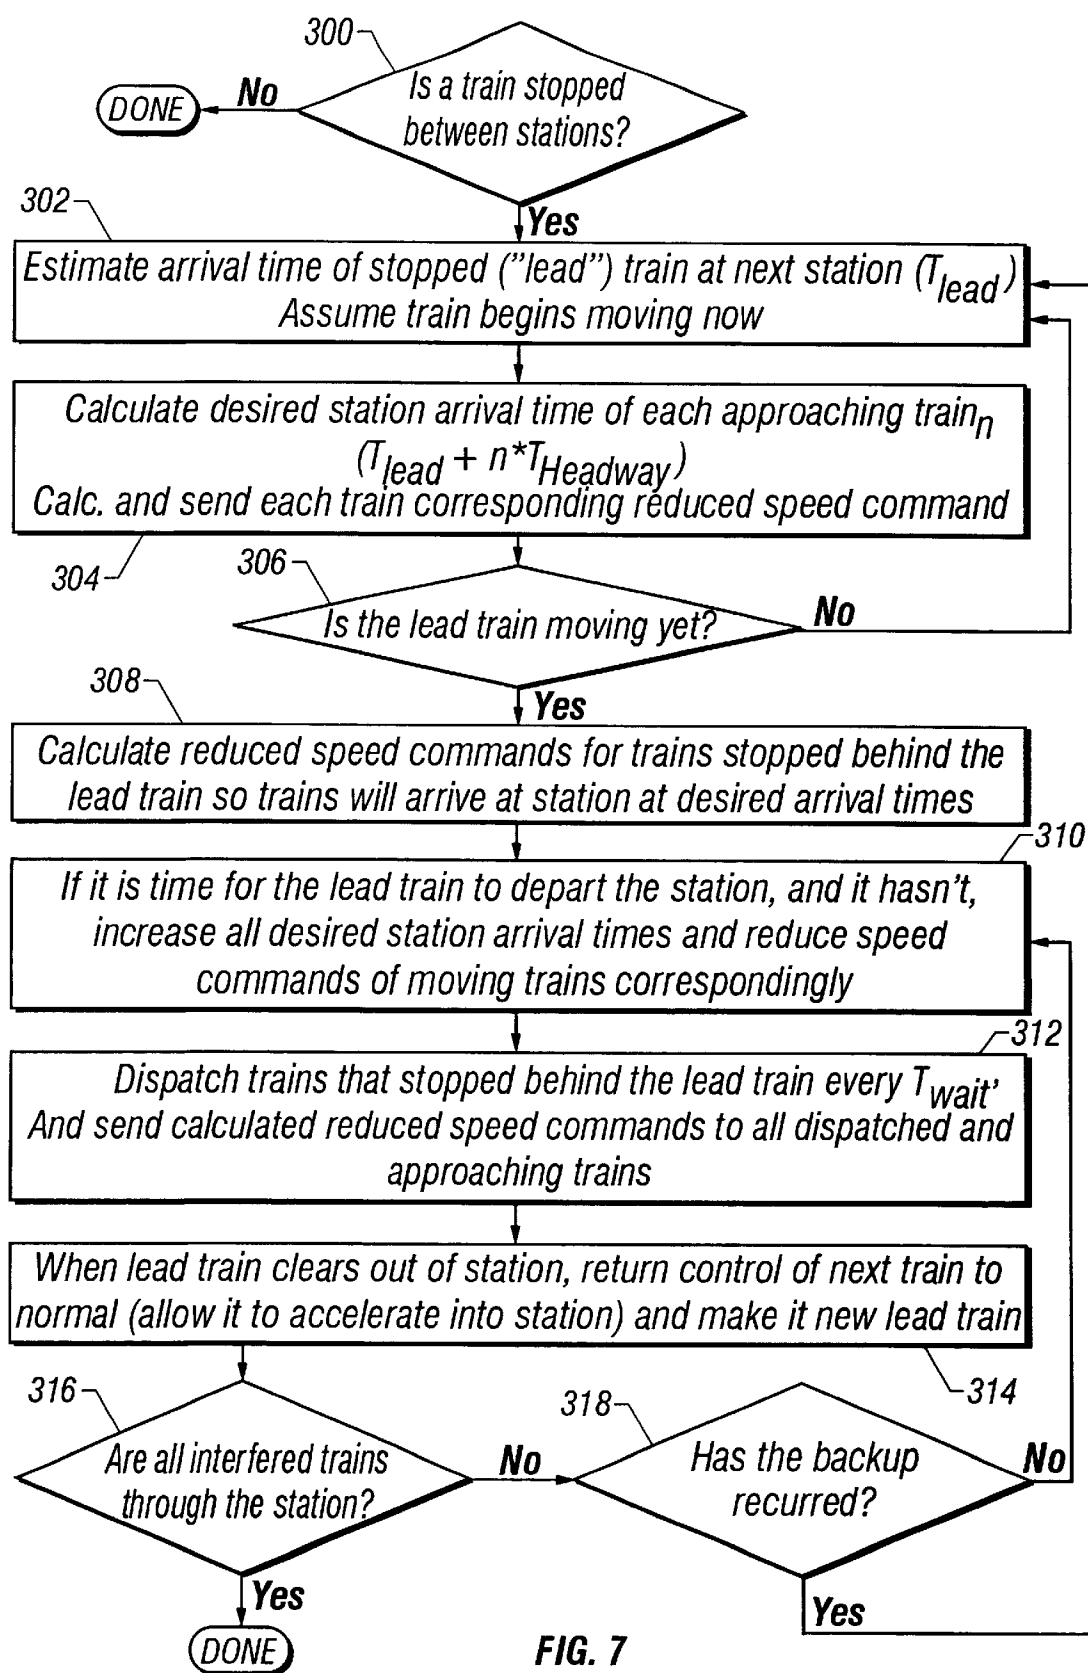 300
Is a train stopped
between stations?
No
DONE
Yes
302
Estimate arrival time of stopped ("lead") train at next station (Tlead)
Assume train begins moving now
Calculate desired station arrival time of each approaching trainn
(Tlead + n*THeadway)
Calc. and send each train corresponding reduced speed command
304
306
Is the lead train moving yet?
No
Yes
308
Calculate reduced speed commands for trains stopped behind the
lead train so trains will arrive at station at desired arrival times
310
If it is time for the lead train to depart the station, and it hasn't,
increase all desired station arrival times and reduce speed
commands of moving trains correspondingly
312
Dispatch trains that stopped behind the lead train every Twait,
And send calculated reduced speed commands to all dispatched and
approaching trains
When lead train clears out of station, return control of next train to
normal (allow it to accelerate into station) and make it new lead train
314
316
Are all interfered trains
through the station?
No
318
Has the backup
recurred?
No
Yes
Yes
DONE
FIG. 7